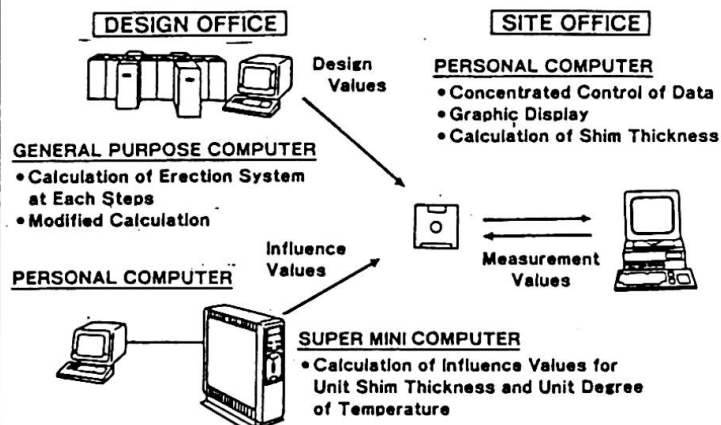 DESIGN OFFICE
Design
Values
GENERAL PURPOSE COMPUTER
• Calculation of Erection System
at Each Steps
• Modified Calculation
Influence
Values
PERSONAL COMPUTER
SUPER MINI COMPUTER
• Calculation of Influence Values for
Unit Shim Thickness and Unit Degree
of Temperature
SITE OFFICE
PERSONAL COMPUTER
• Concentrated Control of Data
• Graphic Display
• Calculation of Shim Thickness
Measurement
Values